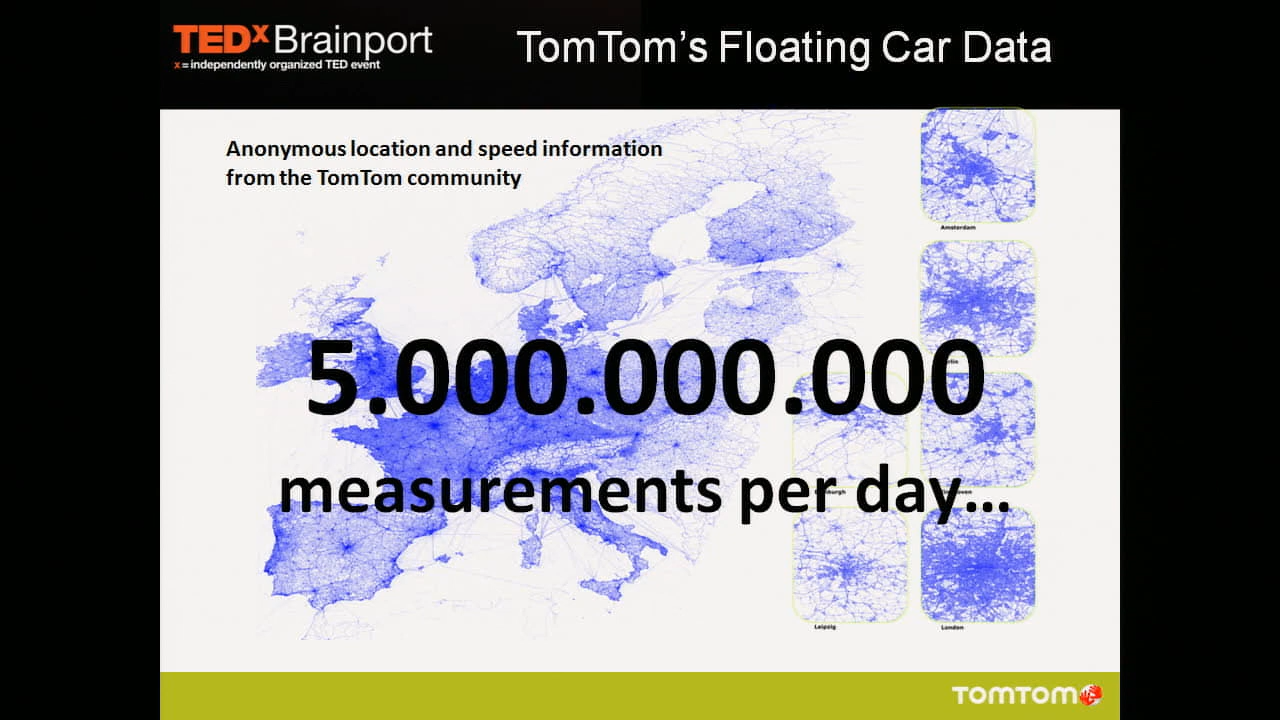 TEDx Brainport
x = independently organized TED event
TomTom's Floating Car Data
Anonymous location and speed information
from the TomTom community
Amsterdam
5.000.000.000
measurements per day...
Leipzig
London
TOMTOM